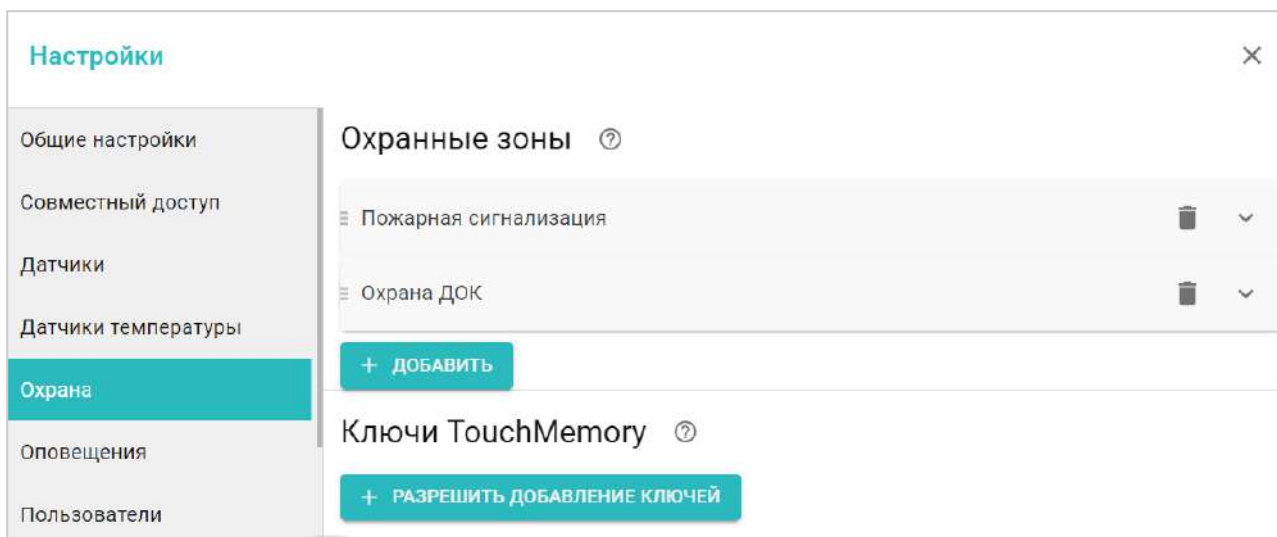 Настройки
Общие настройки
Совместный доступ
Датчики
Датчики температуры
Охрана
Оповещения
Пользователи
Охранные зоны
Пожарная сигнализация
Охрана ДОК
+ ДОБАВИТЬ
Ключи TouchMemory
+ РАЗРЕШИТЬ ДОБАВЛЕНИЕ КЛЮЧЕЙ